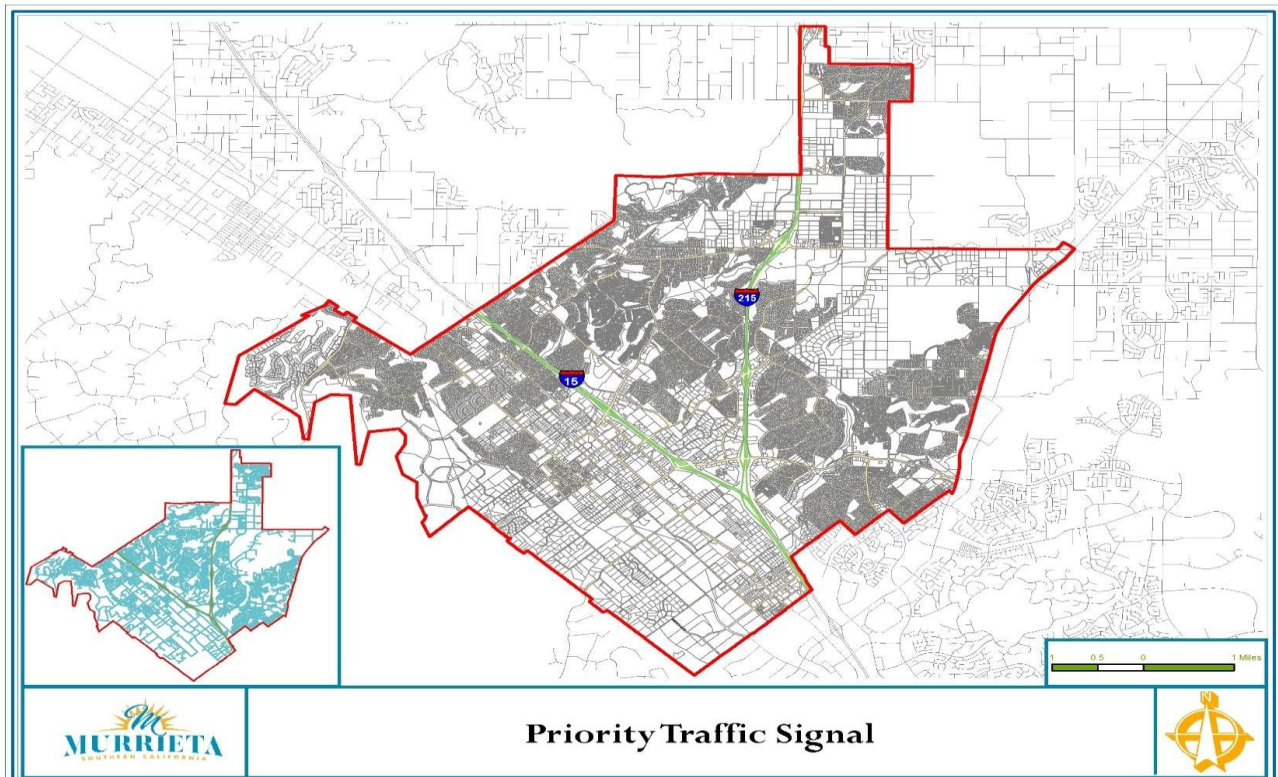 215
15
1 0.5 0 1 Miles
M
MURRIETA
SOUTHERN CALIFORNIA
Priority Traffic Signal
N